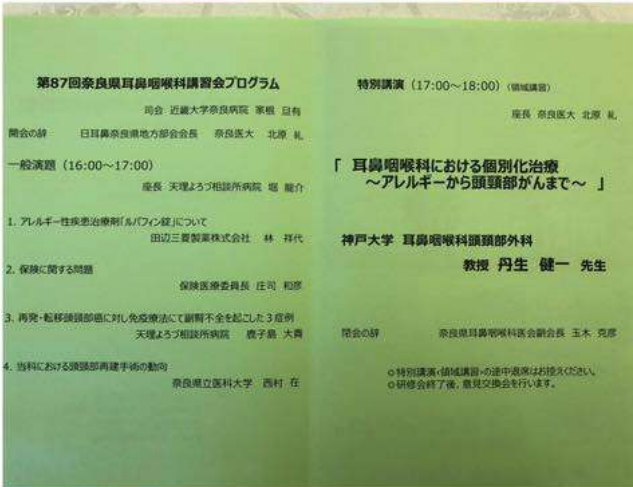 第87回奈良県耳鼻咽喉科講習会プログラム
司会 近畿大学奈良病院 家根 旦有
開会の辞 日耳鼻奈良県地方部会会長 奈良医大 北原 糺
一般演題（16:00～17:00）
座長 天理よろづ相談所病院 堀 龍介
1. アレルギー性疾患治療剤「ルパフィン錠」について
田辺三菱製薬株式会社 林 祥代
2. 保険に関する問題
保険医療委員長 庄司 和彦
3. 再発・転移頭頸部癌に対し免疫療法にて副腎不全を起こした3症例
天理よろづ相談所病院 鹿子島 大貴
4. 当科における頭頸部再建手術の動向
奈良県立医科大学 西村 在
特別講演（17:00～18:00）（領域講習）
座長 奈良医大 北原 糺
「 耳鼻咽喉科における個別化治療
～アレルギーから頭頸部がんまで～ 」
神戸大学 耳鼻咽喉科頭頸部外科
教授 丹生 健一 先生
閉会の辞 奈良県耳鼻咽喉科医会副会長 玉木 克彦
○特別講演<領域講習>の途中退席はお控えください。
○研修会終了後、意見交換会を行います。